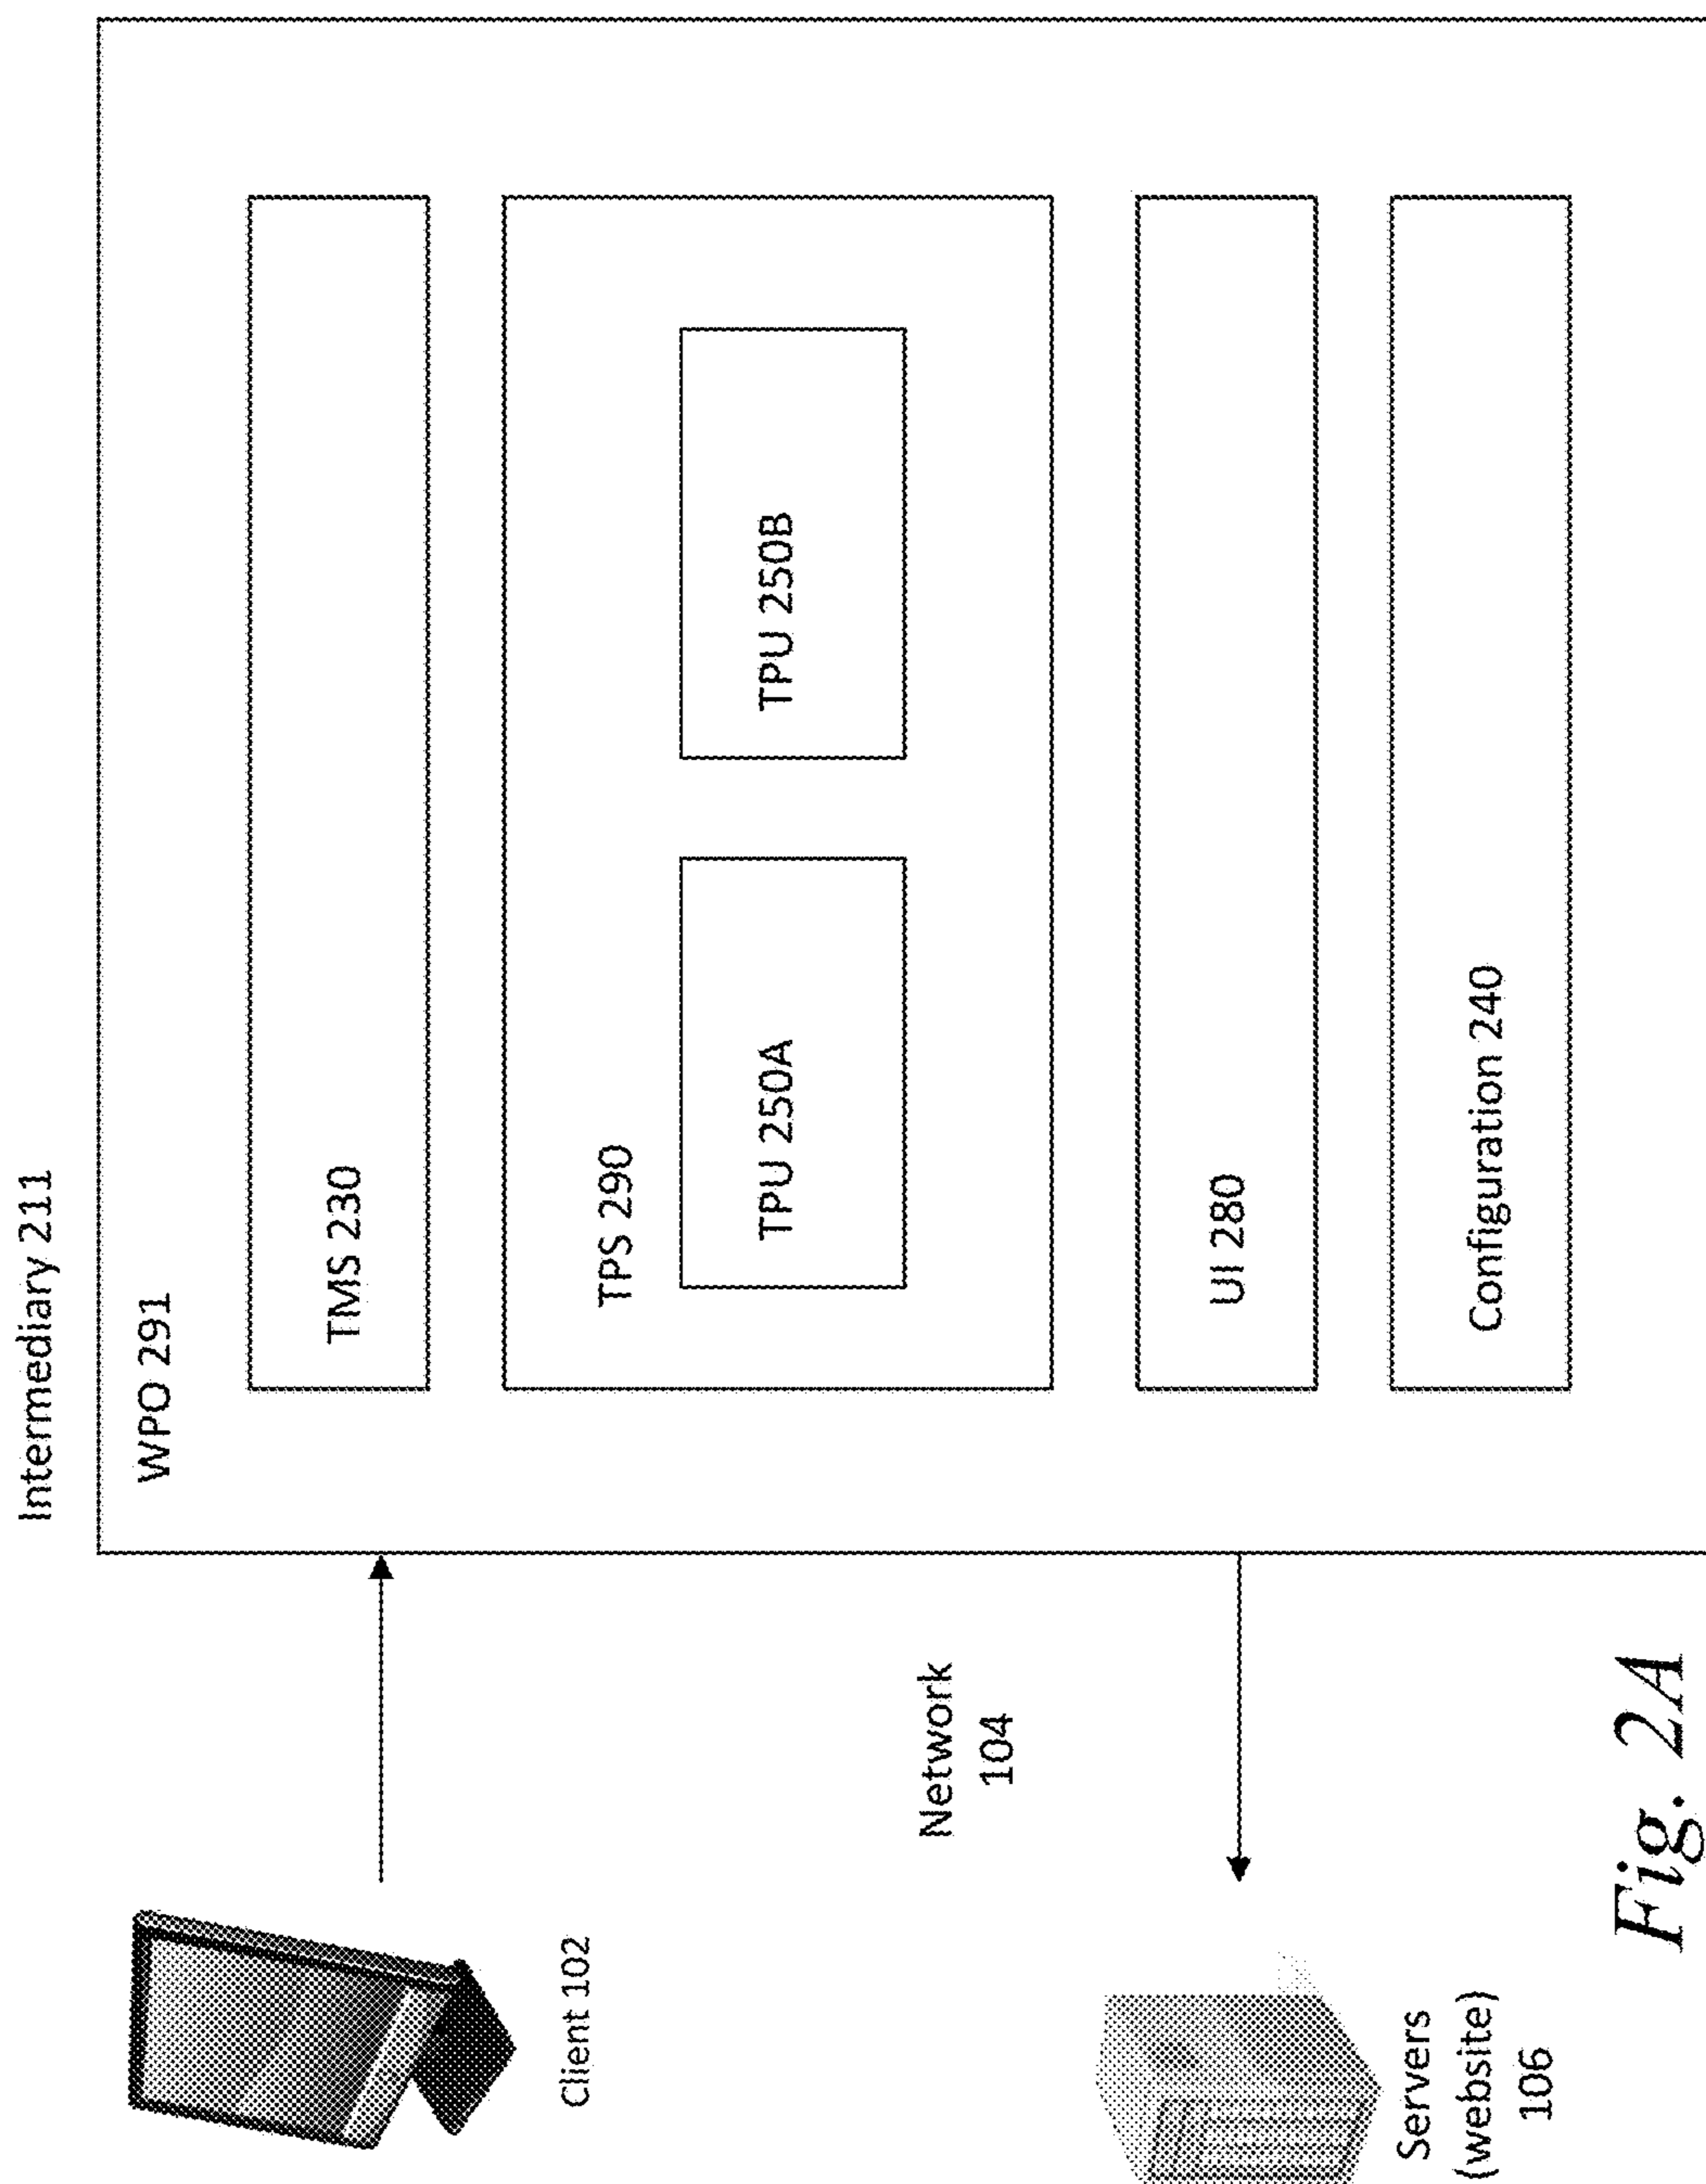 Intermediary 211
WPO 291
TMS 230
TPS 290
TPU 250A
TPU 250B
UI 280
Configuration 240
Client 102
Network
104
Servers
(website)
106
Fig. 2A